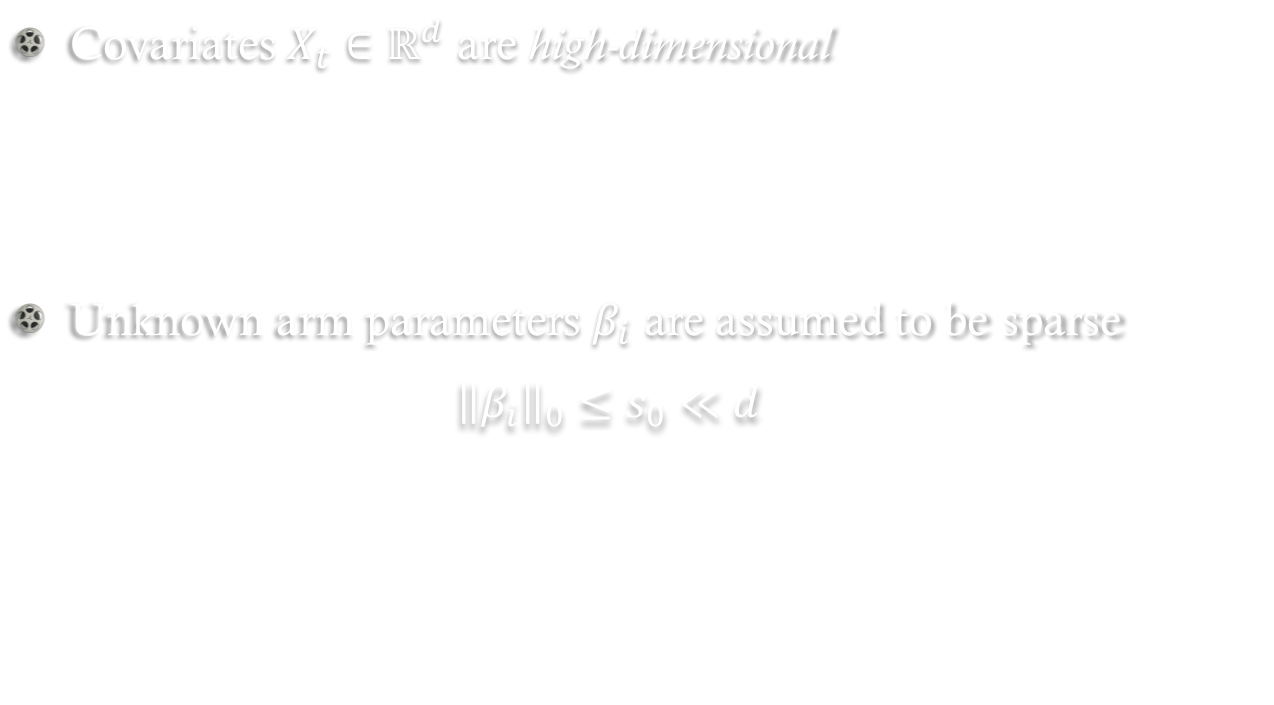 Covariates Xₜ ∈ ℝᵈ are high-dimensional
Unknown arm parameters βᵢ are assumed to be sparse
||βᵢ||₀ ≤ s₀ ≪ d